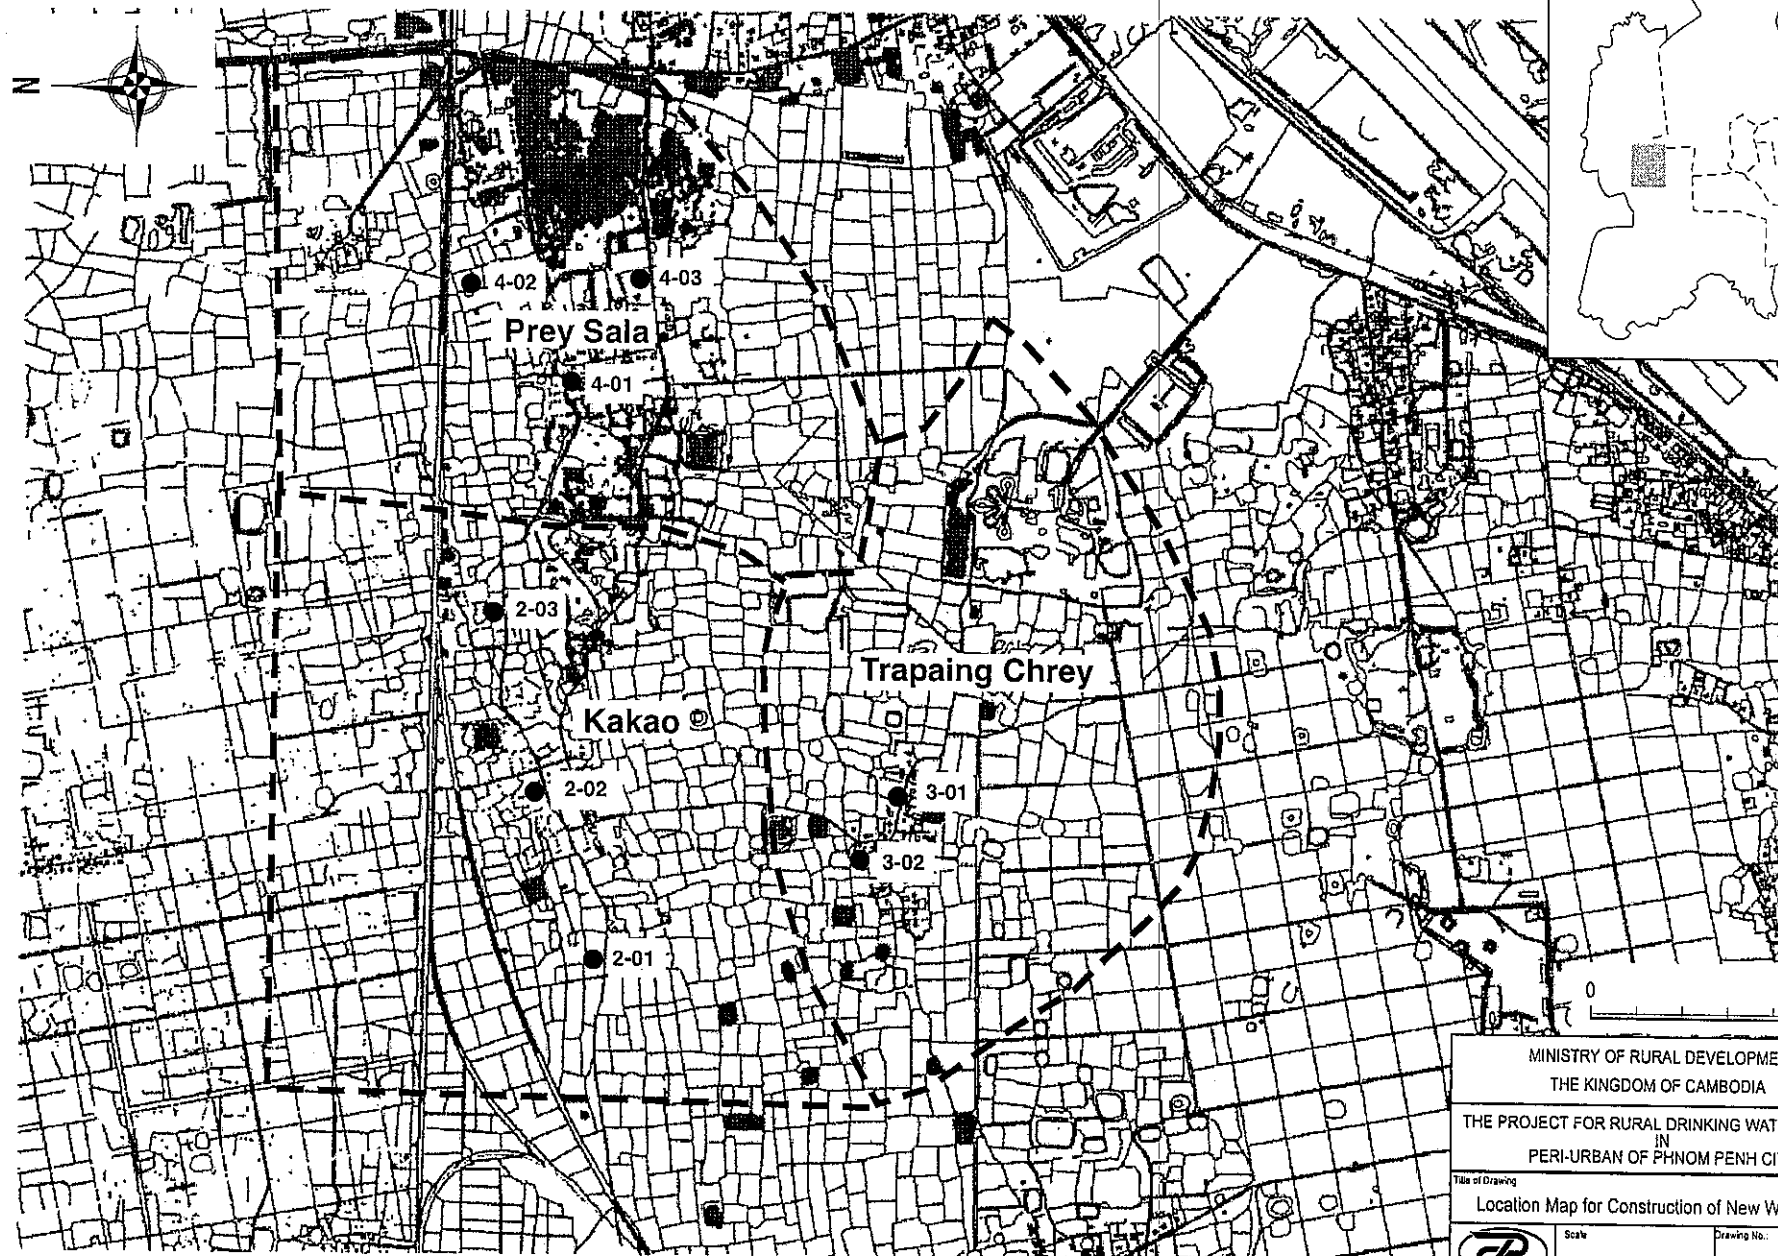 N
4-02
4-03
Prey Sala
4-01
2-03
Trapaing Chrey
Kakao
2-02
3-01
3-02
2-01
0
MINISTRY OF RURAL DEVELOPME
THE KINGDOM OF CAMBODIA
THE PROJECT FOR RURAL DRINKING WAT
IN
PERI-URBAN OF PHNOM PENH CI
Title of Drawing
Location Map for Construction of New W
Scale
Drawing No.: